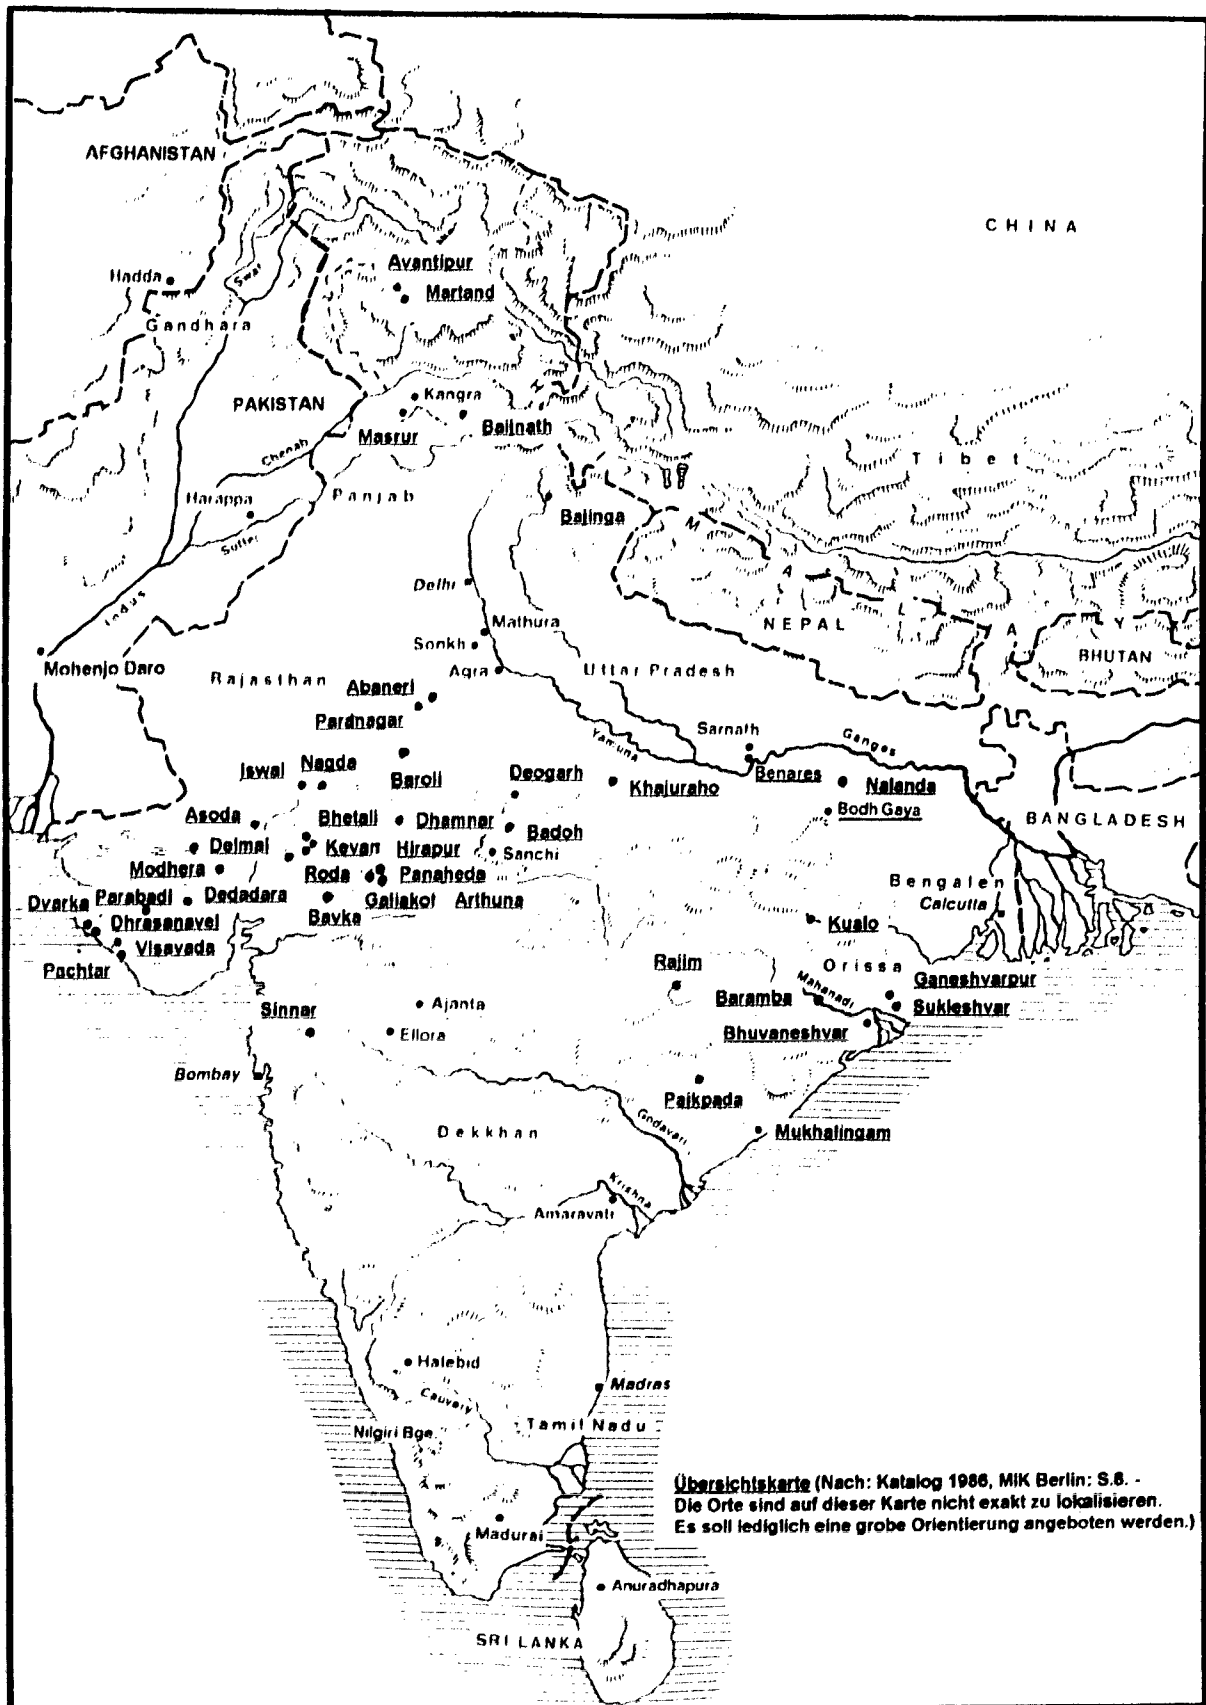 AFGHANISTAN
CHINA
Hadda
Swat
Avantipur
Martand
Gandhara
PAKISTAN
Kangra
Masrur
Baijnath
H
Chenab
Tibet
Harappa
Panjab
Sutlej
Bajinga
M
A
L
A
Y
Delhi
Indus
Mathura
NEPAL
Sonkh
BHUTAN
Mohenjo Daro
Agra
Uttar Pradesh
Rajasthan
Abaneri
Paranagar
Sarnath
Yamuna
Ganges
Iswal
Nagda
Baroli
Deogarh
Khajuraho
Benares
Nalanda
Bodh Gaya
Asoda
Bhetali
Dhamnar
Badoh
BANGLADESH
Delmal
Kevan
Hirapur
Sanchi
Modhera
Roda
Panaheda
Bengalen
Dvarka
Parabadi
Dedadara
Galiakot
Arthuna
Calcutta
Dhrasanavel
Bavka
Kualo
Visavada
Pachtar
Rajim
Orissa
Ganeshvarpur
Ajanta
Baramba
Mahanadi
Sukleshvar
Sinnar
Ellora
Bhuvaneshvar
Bombay
Paikpada
Godavari
Dekkhan
Mukhalingam
Krishna
Amaravati
Halebid
Madras
Cauvery
Tamil Nadu
Nilgiri Bge
Übersichtskarte (Nach: Katalog 1986, MIK Berlin: S.8. -
Die Orte sind auf dieser Karte nicht exakt zu lokalisieren.
Es soll lediglich eine grobe Orientierung angeboten werden.)
Madurai
Anuradhapura
SRI LANKA